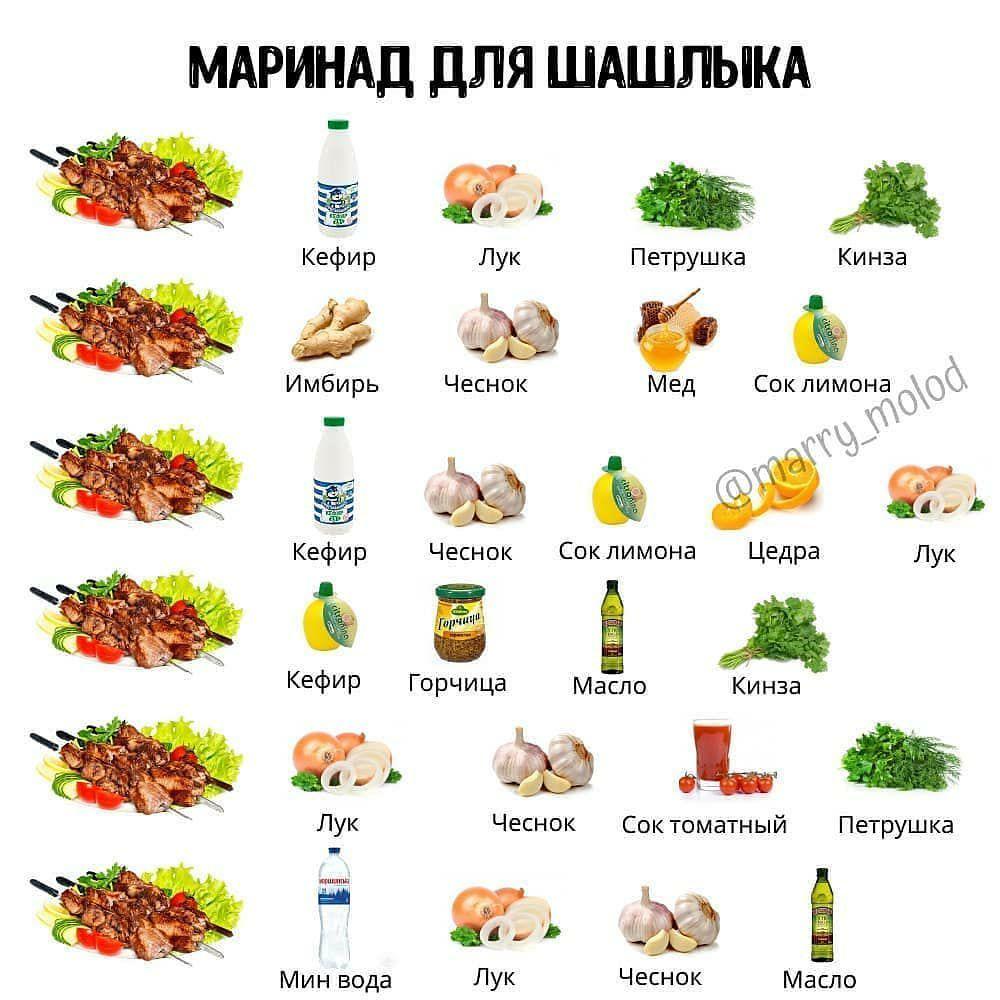 МАРИНАД ДЛЯ ШАШЛЫКА
Кефир Лук Петрушка Кинза
Имбирь Чеснок Мед Сок лимона
@marry_molod
Кефир Чеснок Сок лимона Цедра Лук
Горчица
Кефир Горчица Масло Кинза
Лук Чеснок Сок томатный Петрушка
Мин вода Лук Чеснок Масло